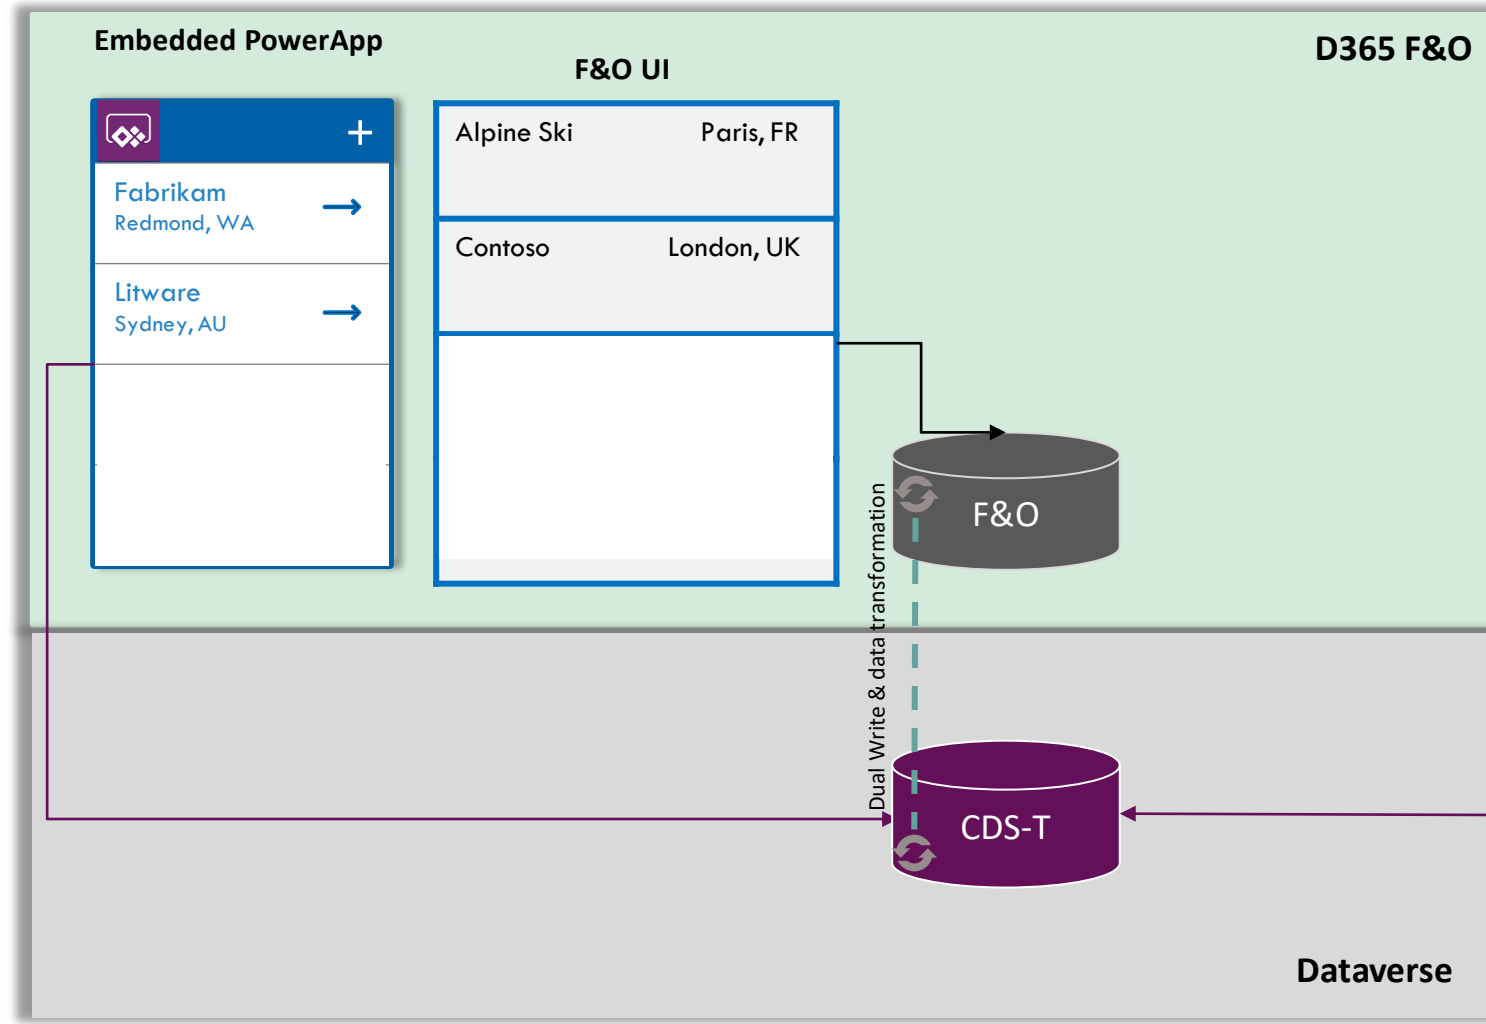 Embedded PowerApp
F&O UI
D365 F&O
Fabrikam
Redmond, WA
Litware
Sydney, AU
Alpine Ski Paris, FR
Contoso London, UK
F&O
Dual Write & data transformation
CDS-T
Dataverse